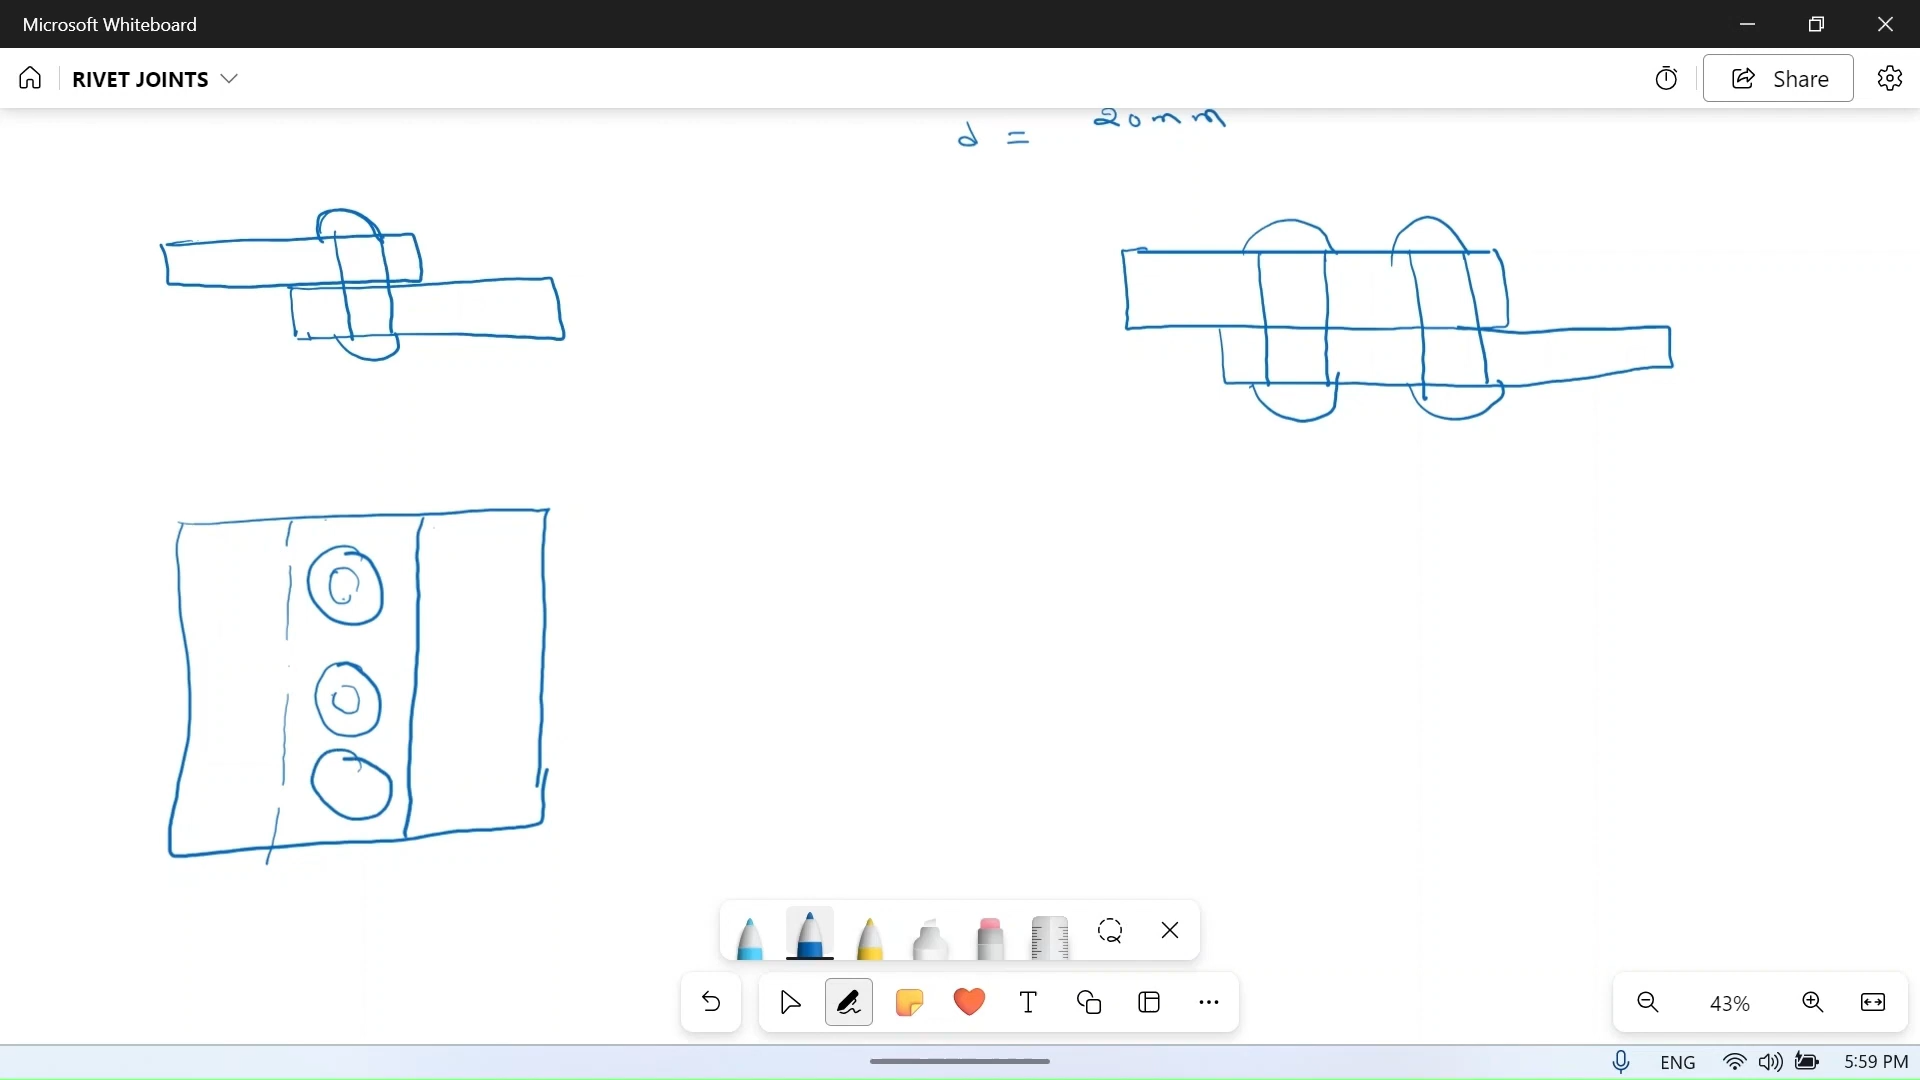 Microsoft Whiteboard
RIVET JOINTS
Share
d = 20mm
T
43%
ENG
5:59 PM